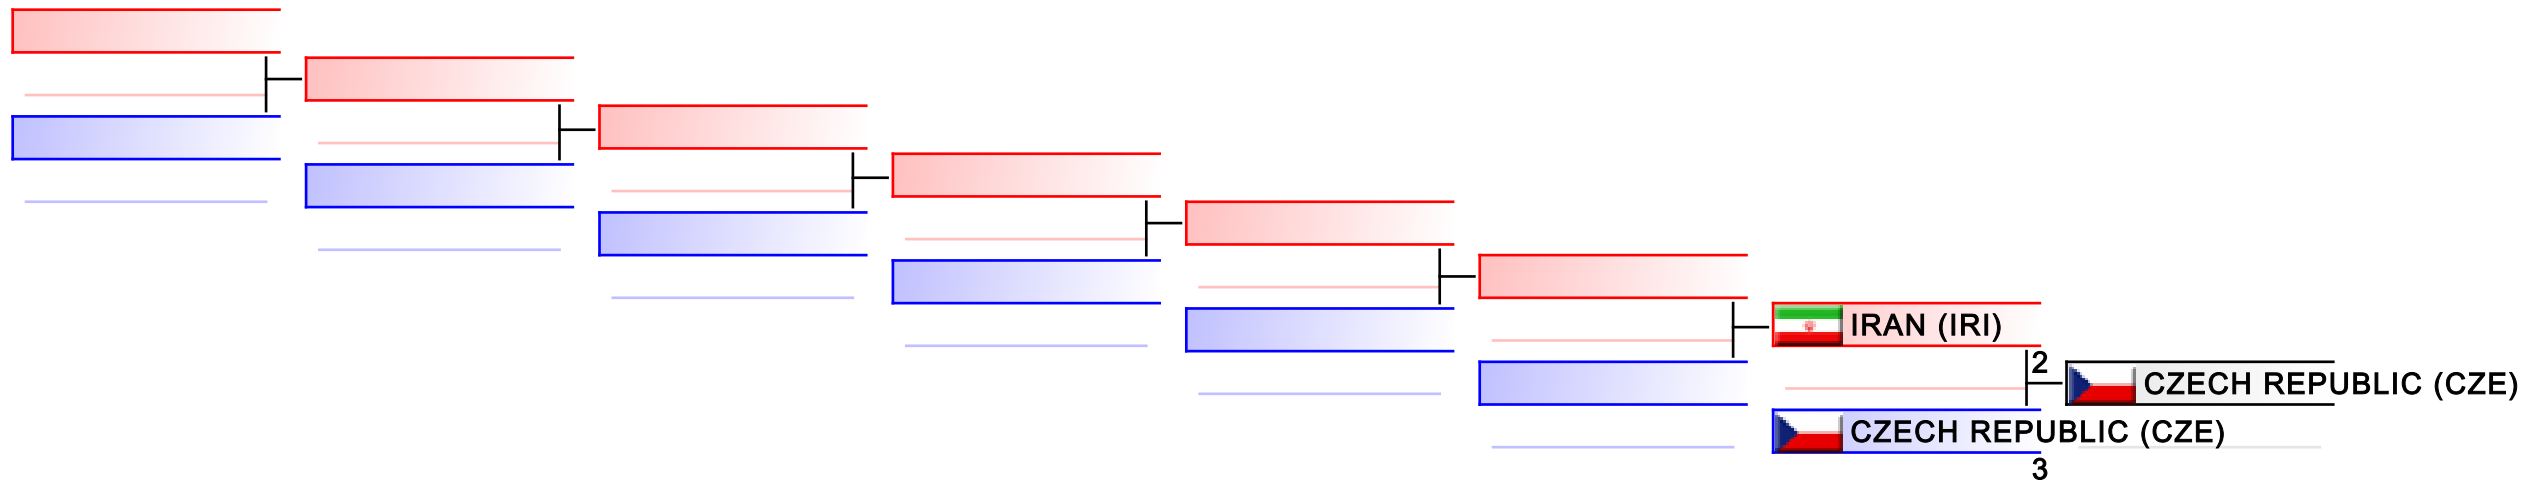 IRAN (IRI)
2
CZECH REPUBLIC (CZE)
CZECH REPUBLIC (CZE)
3